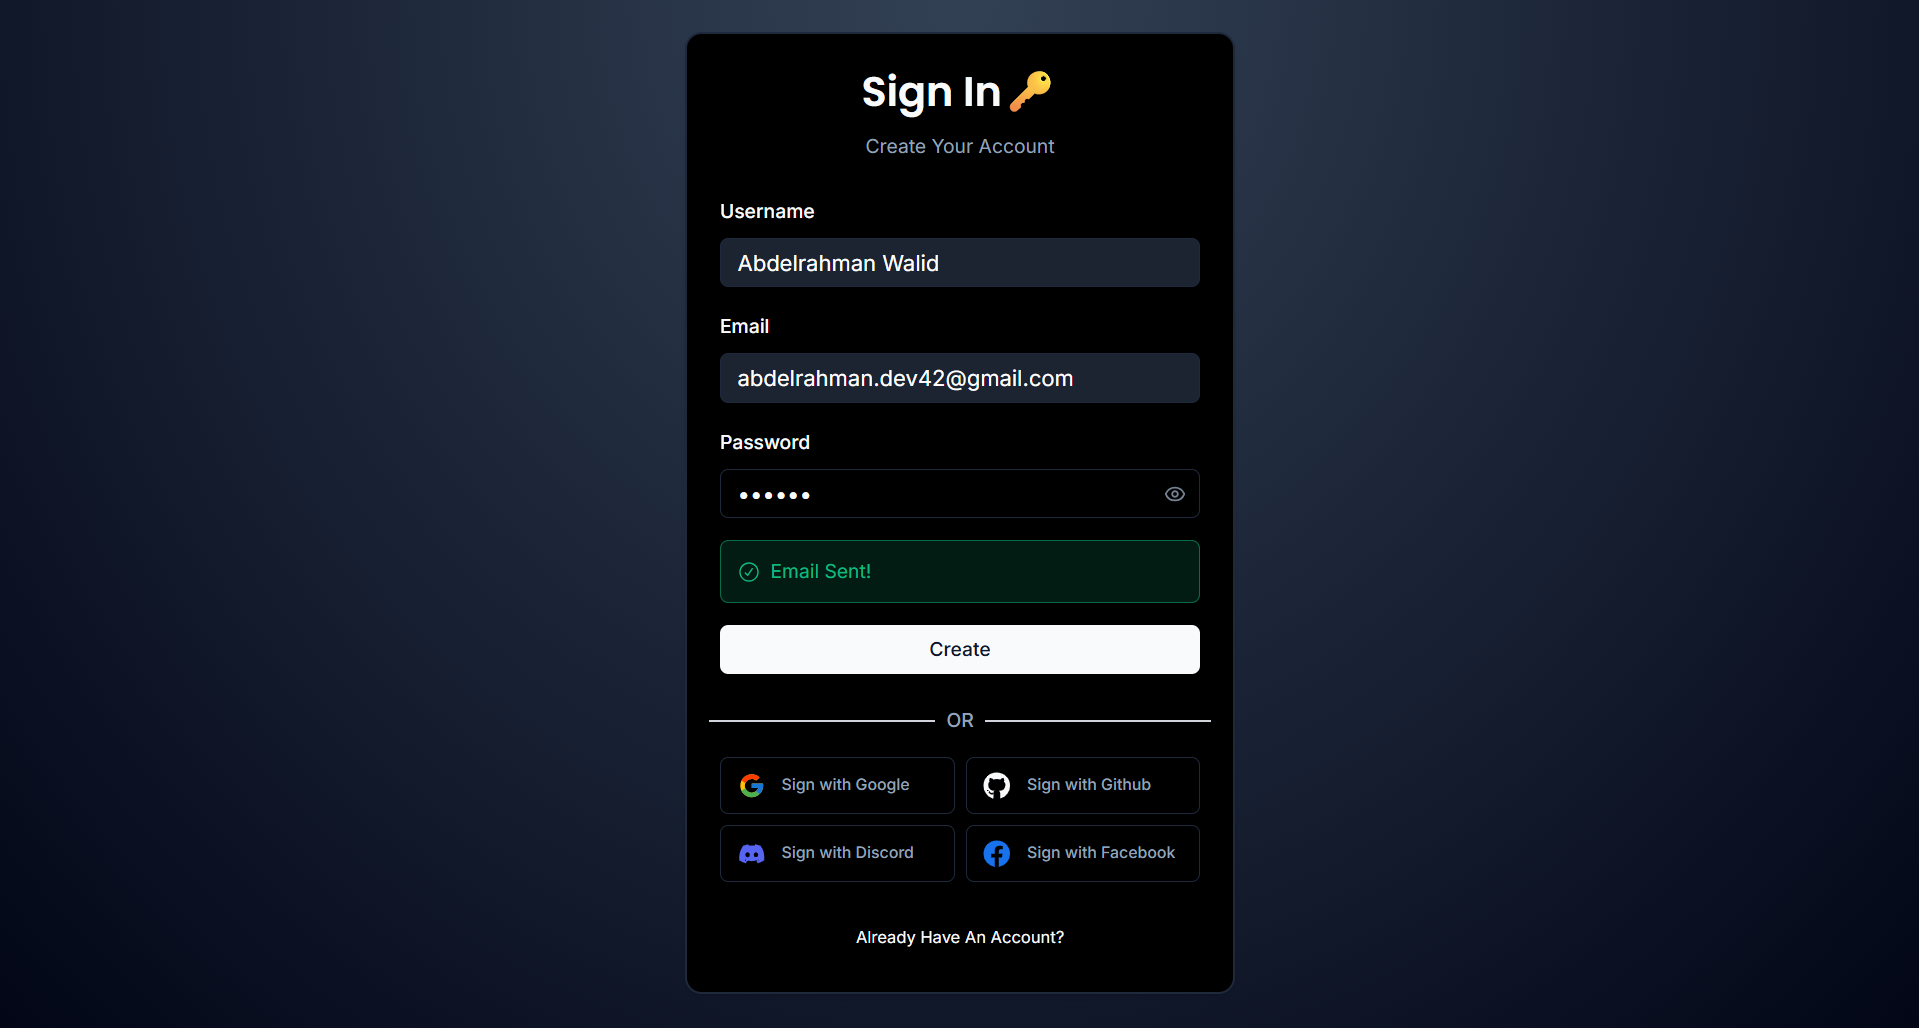 Sign In 🔑
Create Your Account
Username
Abdelrahman Walid
Email
abdelrahman.dev42@gmail.com
Password
••••••
Email Sent!
Create
OR
Sign with Google
Sign with Github
Sign with Discord
Sign with Facebook
Already Have An Account?